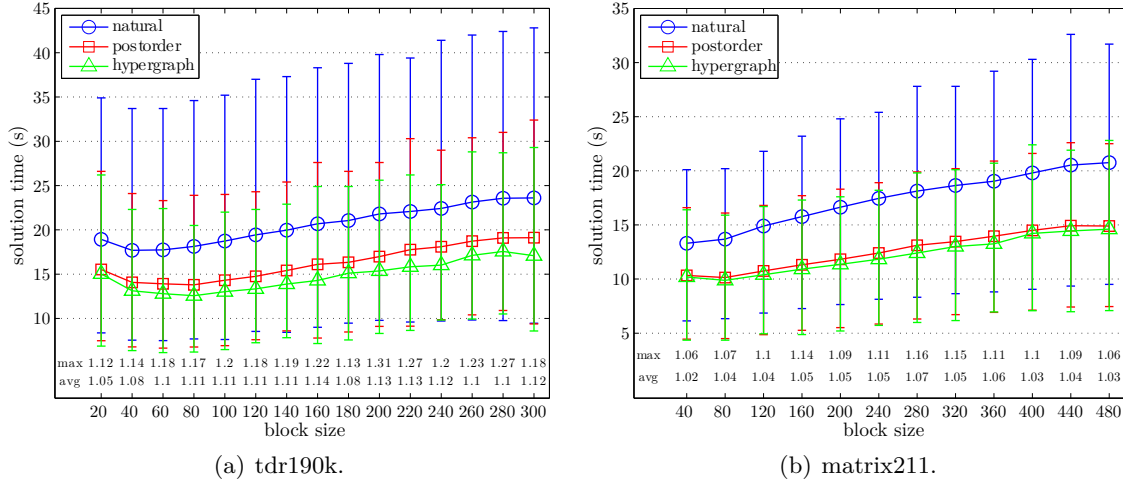 45
40
35
30
25
20
15
10
solution time (s)
natural
postorder
hypergraph
max 1.12 1.14 1.18 1.17 1.2 1.18 1.19 1.22 1.13 1.31 1.27 1.2 1.23 1.27 1.18
avg 1.05 1.08 1.1 1.11 1.11 1.11 1.11 1.14 1.08 1.13 1.13 1.12 1.1 1.1 1.12
20 40 60 80 100 120 140 160 180 200 220 240 260 280 300
block size
(a) tdr190k.
35
30
25
20
15
10
5
solution time (s)
natural
postorder
hypergraph
max 1.06 1.07 1.1 1.14 1.09 1.11 1.16 1.15 1.11 1.1 1.09 1.06
avg 1.02 1.04 1.04 1.05 1.05 1.05 1.07 1.05 1.06 1.03 1.04 1.03
40 80 120 160 200 240 280 320 360 400 440 480
block size
(b) matrix211.